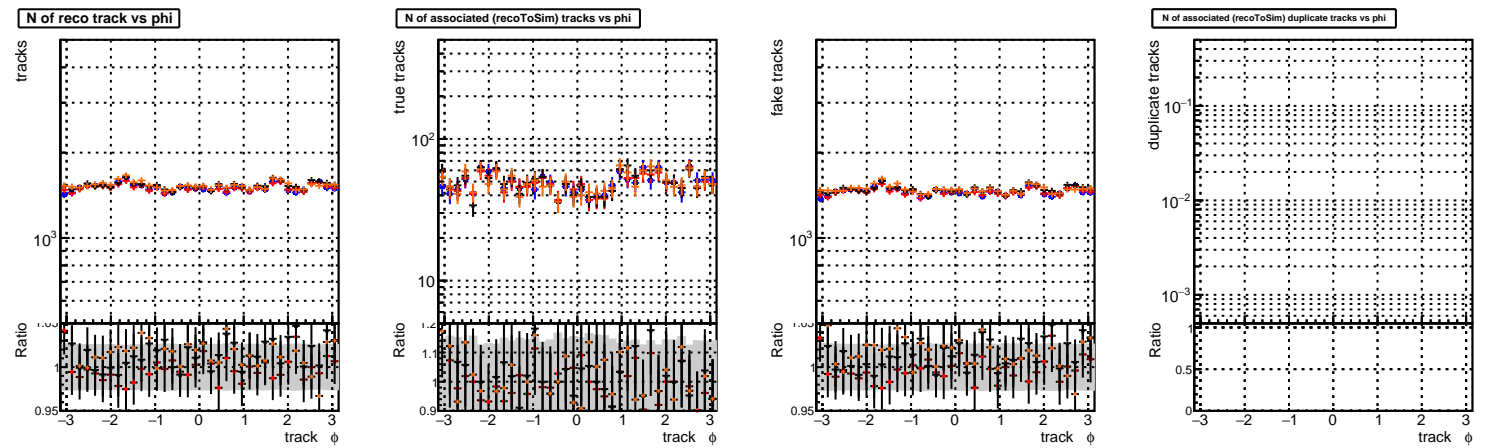 N of reco track vs phi
tracks
10³
Ratio
1.05
1
0.95
−3 −2 −1 0 1 2 3
track ϕ
N of associated (recoToSim) tracks vs phi
true tracks
10²
10
Ratio
1.2
1.1
1
0.9
−3 −2 −1 0 1 2 3
track ϕ
fake tracks
10³
Ratio
1.05
1
0.95
−3 −2 −1 0 1 2 3
track ϕ
N of associated (recoToSim) duplicate tracks vs phi
duplicate tracks
10⁻¹
10⁻²
10⁻³
Ratio
1
0.5
0
−3 −2 −1 0 1 2 3
track ϕ